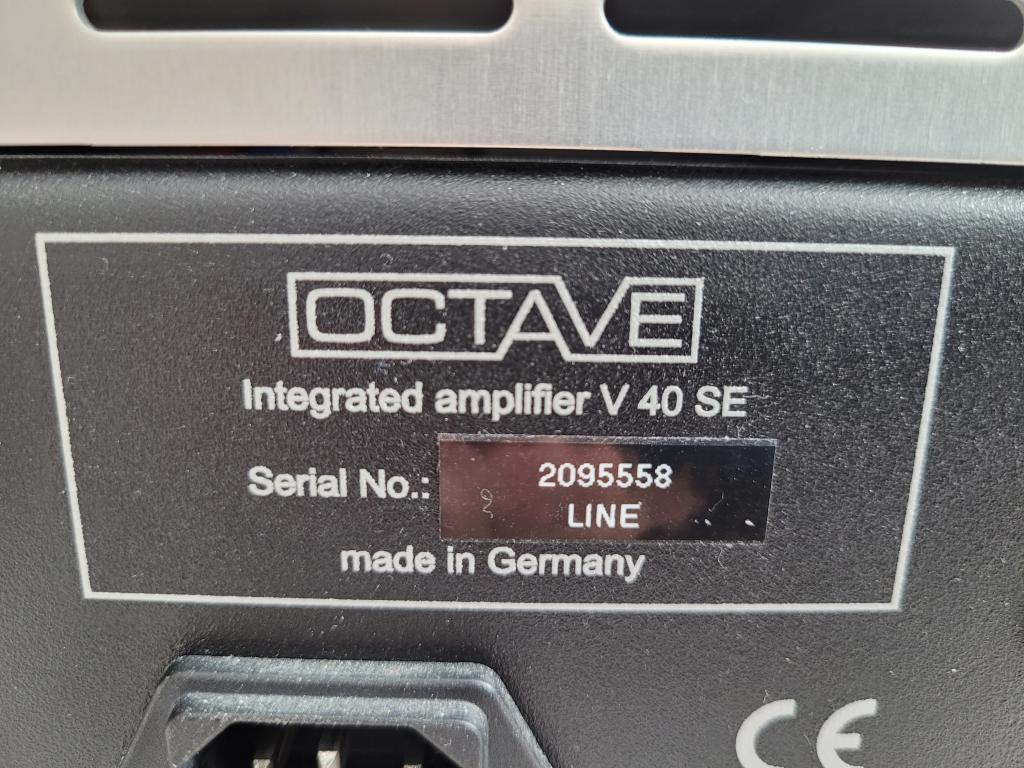 OCTAVE
Integrated amplifier V 40 SE
Serial No.: 2095558
LINE
made in Germany
CE